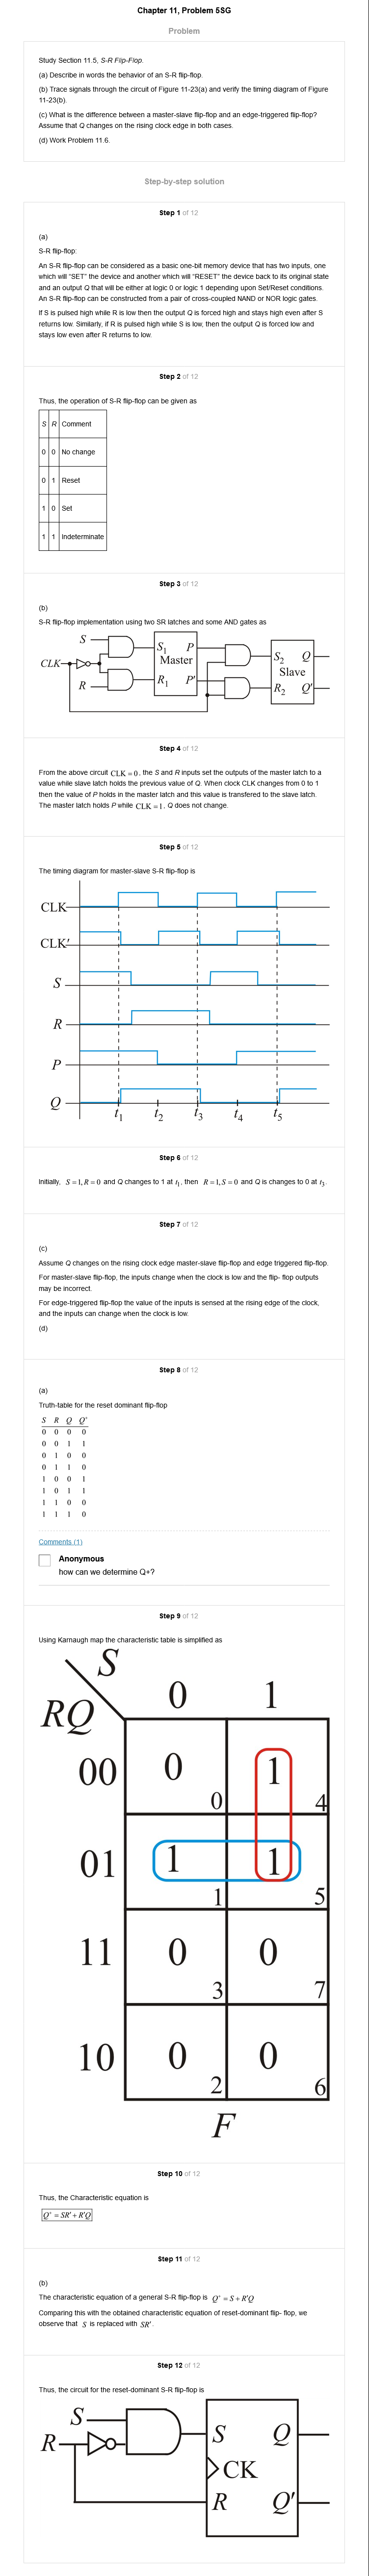 Chapter 11, Problem 5SG
Problem
Study Section 11.5, S-R Flip-Flop.
(a) Describe in words the behavior of an S-R flip-flop.
(b) Trace signals through the circuit of Figure 11-23(a) and verify the timing diagram of Figure
11-23(b).
(c) What is the difference between a master-slave flip-flop and an edge-triggered flip-flop?
Assume that Q changes on the rising clock edge in both cases.
(d) Work Problem 11.6.
Step-by-step solution
Step 1 of 12
(a)
S-R flip-flop:
An S-R flip-flop can be considered as a basic one-bit memory device that has two inputs, one
which will "SET" the device and another which will "RESET" the device back to its original state
and an output Q that will be either at logic 0 or logic 1 depending upon Set/Reset conditions.
An S-R flip-flop can be constructed from a pair of cross-coupled NAND or NOR logic gates.
If S is pulsed high while R is low then the output Q is forced high and stays high even after S
returns low. Similarly, if R is pulsed high while S is low, then the output Q is forced low and
stays low even after R returns to low.
Step 2 of 12
Thus, the operation of S-R flip-flop can be given as
S R Comment
0 0 No change
0 1 Reset
1 0 Set
1 1 Indeterminate
Step 3 of 12
(b)
S-R flip-flop implementation using two SR latches and some AND gates as
S S1 P
CLK Master S2 Q
Slave
R R1 P' R2 Q'
Step 4 of 12
From the above circuit CLK = 0, the S and R inputs set the outputs of the master latch to a
value while slave latch holds the previous value of Q. When clock CLK changes from 0 to 1
then the value of P holds in the master latch and this value is transfered to the slave latch.
The master latch holds P while CLK = 1. Q does not change.
Step 5 of 12
The timing diagram for master-slave S-R flip-flop is
CLK
CLK'
S
R
P
Q
t1 t2 t3 t4 t5
Step 6 of 12
Initially, S = 1, R = 0 and Q changes to 1 at t1, then R = 1, S = 0 and Q is changes to 0 at t3.
Step 7 of 12
(c)
Assume Q changes on the rising clock edge master-slave flip-flop and edge triggered flip-flop.
For master-slave flip-flop, the inputs change when the clock is low and the flip- flop outputs
may be incorrect.
For edge-triggered flip-flop the value of the inputs is sensed at the rising edge of the clock,
and the inputs can change when the clock is low.
(d)
Step 8 of 12
(a)
Truth-table for the reset dominant flip-flop
S R Q Q+
0 0 0 0
0 0 1 1
0 1 0 0
0 1 1 0
1 0 0 1
1 0 1 1
1 1 0 0
1 1 1 0
Comments (1)
Anonymous
how can we determine Q+?
Step 9 of 12
Using Karnaugh map the characteristic table is simplified as
S
RQ 0 1
00 0 0 1 4
01 1 1 1 5
11 0 3 0 7
10 0 2 0 6
F
Step 10 of 12
Thus, the Characteristic equation is
Q+ = SR' + R'Q
Step 11 of 12
(b)
The characteristic equation of a general S-R flip-flop is Q+ = S + R'Q
Comparing this with the obtained characteristic equation of reset-dominant flip- flop, we
observe that S is replaced with SR'.
Step 12 of 12
Thus, the circuit for the reset-dominant S-R flip-flop is
S S Q
R CK
R Q'